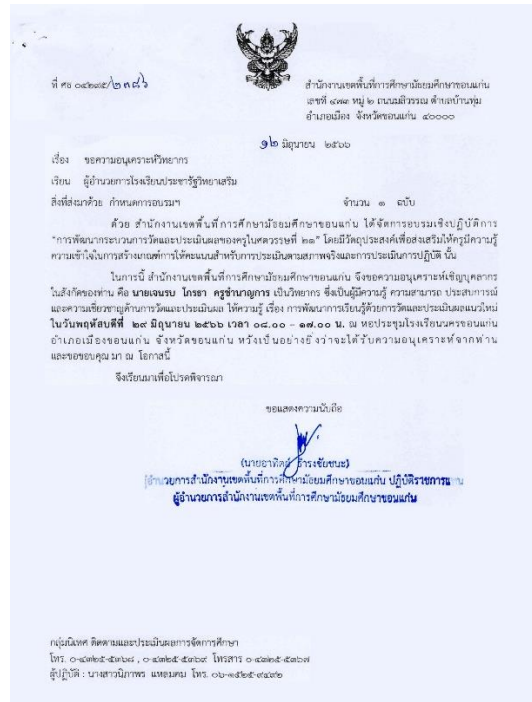 ที่ ศธ ๐๔๒๓๕/๒๓๘๖
สำนักงานเขตพื้นที่การศึกษามัธยมศึกษาขอนแก่น
เลขที่ ๔๗๓ หมู่ ๒ ถนนมลิวรรณ ตำบลบ้านทุ่ม
อำเภอเมือง จังหวัดขอนแก่น ๔๐๐๐๐
๑๒ มิถุนายน ๒๕๖๖
เรื่อง ขอความอนุเคราะห์วิทยากร
เรียน ผู้อำนวยการโรงเรียนประชารัฐวิทยาเสริม
สิ่งที่ส่งมาด้วย กำหนดการอบรมฯ จำนวน ๑ ฉบับ
ด้วย สำนักงานเขตพื้นที่การศึกษามัธยมศึกษาขอนแก่น ได้จัดการอบรมเชิงปฏิบัติการ
"การพัฒนากระบวนการวัดและประเมินผลของครูในศตวรรษที่ ๒๑" โดยมีวัตถุประสงค์เพื่อส่งเสริมให้ครูมีความรู้
ความเข้าใจในการสร้างเกณฑ์การให้คะแนนสำหรับการประเมินตามสภาพจริงและการประเมินการปฏิบัติ นั้น
ในการนี้ สำนักงานเขตพื้นที่การศึกษามัธยมศึกษาขอนแก่น จึงขอความอนุเคราะห์เชิญบุคลากร
ในสังกัดของท่าน คือ นายเจนรบ โภรธา ครูชำนาญการ เป็นวิทยากร ซึ่งเป็นผู้มีความรู้ ความสามารถ ประสบการณ์
และความเชี่ยวชาญด้านการวัดและประเมินผล ให้ความรู้ เรื่อง การพัฒนาการเรียนรู้ด้วยการวัดและประเมินผลแนวใหม่
ในวันพฤหัสบดีที่ ๒๙ มิถุนายน ๒๕๖๖ เวลา ๐๘.๐๐ – ๑๗.๐๐ น. ณ หอประชุมโรงเรียนนครขอนแก่น
อำเภอเมืองขอนแก่น จังหวัดขอนแก่น หวังเป็นอย่างยิ่งว่าจะได้รับความอนุเคราะห์จากท่าน
และขอขอบคุณ มา ณ โอกาสนี้
จึงเรียนมาเพื่อโปรดพิจารณา
ขอแสดงความนับถือ
(นายอาทิตย์ ธำรงชัยชนะ)
ผู้อำนวยการสำนักงานเขตพื้นที่การศึกษามัธยมศึกษาขอนแก่น ปฏิบัติราชการแทน
ผู้อำนวยการสำนักงานเขตพื้นที่การศึกษามัธยมศึกษาขอนแก่น
กลุ่มนิเทศ ติดตามและประเมินผลการจัดการศึกษา
โทร. ๐-๔๓๒๕-๕๓๖๘ , ๐-๔๓๒๕-๕๓๖๙ โทรสาร ๐-๔๓๒๕-๕๓๖๗
ผู้ปฏิบัติ : นางสาวนิภาพร แหลมคม โทร. ๐๖-๑๕๒๕-๙๔๙๒